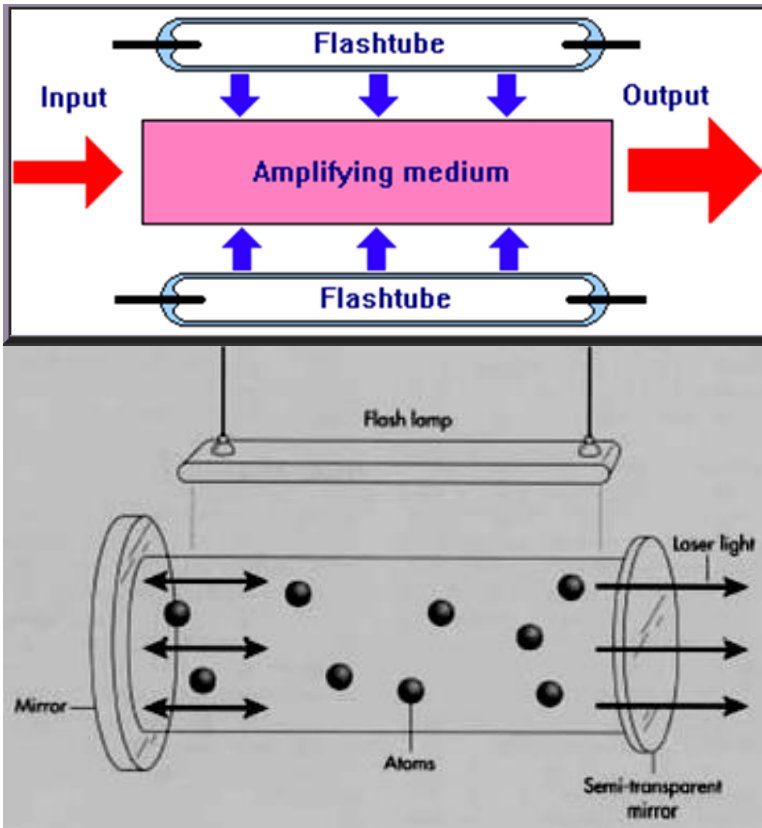 Flashtube
Input
Output
Amplifying medium
Flashtube
Flash lamp
Laser light
Mirror
Atoms
Semi-transparent
mirror